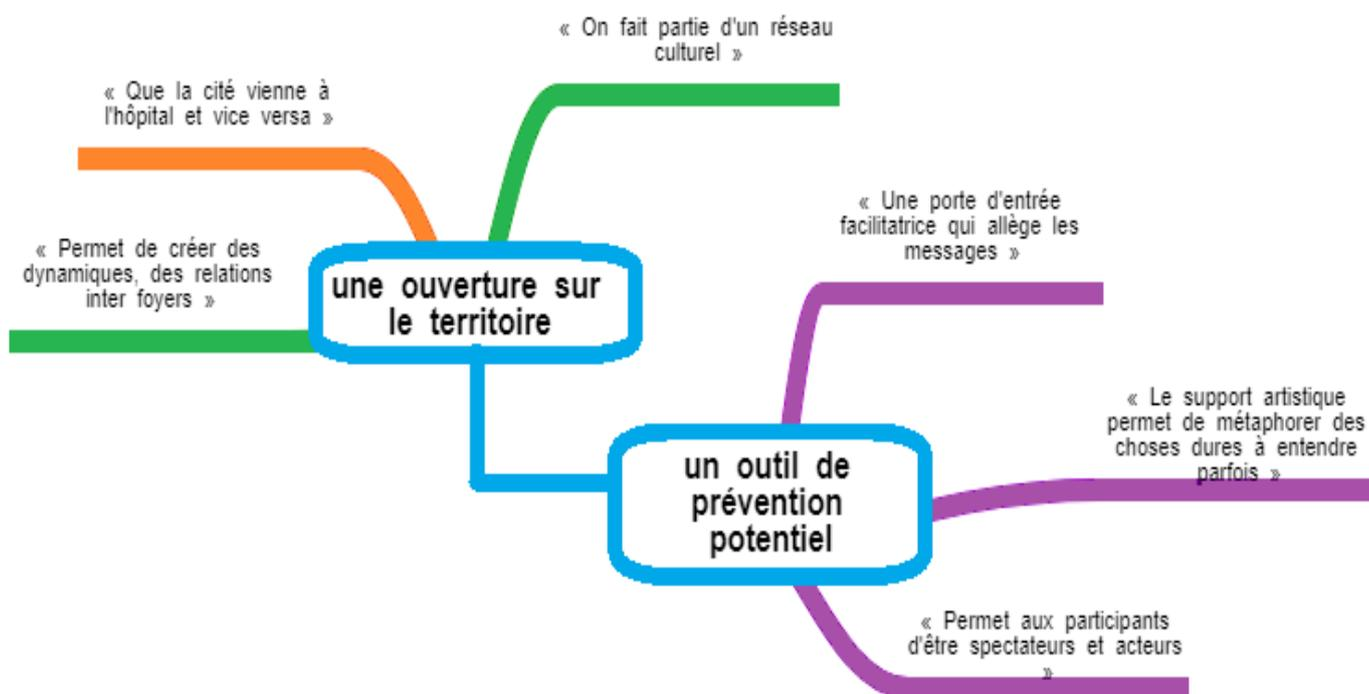 « On fait partie d'un réseau
culturel »
« Que la cité vienne à
l'hôpital et vice versa »
« Une porte d'entrée
facilitatrice qui allège les
messages »
« Permet de créer des
dynamiques, des relations
inter foyers »
une ouverture sur
le territoire
« Le support artistique
permet de métaphorer des
choses dures à entendre
parfois »
un outil de
prévention
potentiel
« Permet aux participants
d'être spectateurs et acteurs
»